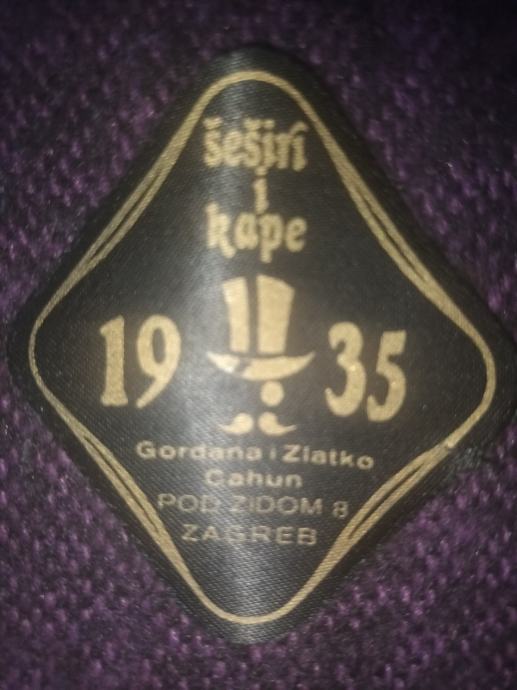 šeširi
i
kape
19 35
Gordana i Zlatko
Cahun
POD ZIDOM 8
ZAGREB